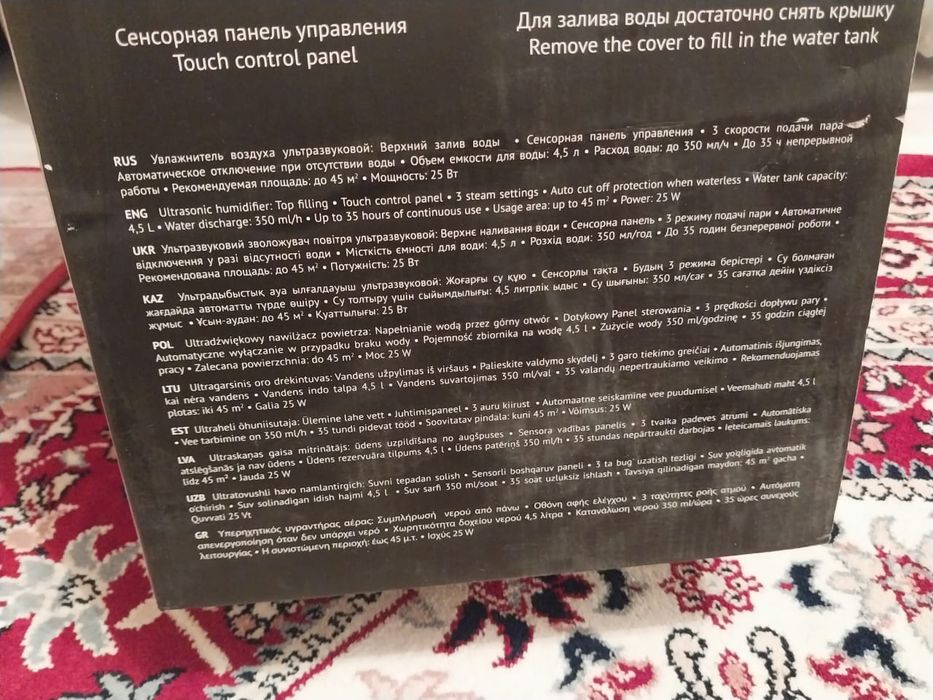 Сенсорная панель управления
Touch control panel
Для залива воды достаточно снять крышку
Remove the cover to fill in the water tank
RUS Увлажнитель воздуха ультразвуковой: Верхний залив воды • Сенсорная панель управления • 3 скорости подачи пара
Автоматическое отключение при отсутствии воды • Объем емкости для воды: 4,5 л • Расход воды: до 350 мл/ч • До 35 ч непрерывной
работы • Рекомендуемая площадь: до 45 м² • Мощность: 25 Вт
ENG Ultrasonic humidifier: Top filling • Touch control panel • 3 steam settings • Auto cut off protection when waterless • Water tank capacity:
4,5 L • Water discharge: 350 ml/h • Up to 35 hours of continuous use • Usage area: up to 45 m² • Power: 25 W
UKR Ультразвуковий зволожувач повітря ультразвуковой: Верхнє наливання води • Сенсорна панель • 3 режиму подачі пари • Автоматичне
відключення у разі відсутності води • Місткість ємності для води: 4,5 л • Розхід води: 350 мл/год • До 35 годин безперервної роботи •
Рекомендована площадь: до 45 м² • Потужність: 25 Вт
KAZ Ультрадыбыстық ауа ылғалдауыш ультразвуковой: Жоғарғы су құю • Сенсорлы тақта • Будың 3 режима берістері • Су болмаған
жағдайда автоматты түрде өшіру • Су толтыру үшін сыйымдылығы: 4,5 литрлік ыдыс • Су шығыны: 350 мл/сағ • 35 сағатқа дейін үздіксіз
жұмыс • Ұсын-аудан: до 45 м² • Қуаттылығы: 25 Вт
POL Ultradźwiękowy nawilżacz powietrza: Napełnianie wodą przez górny otwór • Dotykowy Panel sterowania • 3 prędkości dopływu pary •
Automatyczne wyłączanie w przypadku braku wody • Pojemność zbiornika na wodę 4,5 l • Zużycie wody 350 ml/godzinę • 35 godzin ciągłej
pracy • Zalecana powierzchnia: do 45 m² • Moc 25 W
LTU Ultragarsinis oro drėkintuvas: Vandens užpylimas iš viršaus • Palieskite valdymo skydelį • 3 garo tiekimo greičiai • Automatinis išjungimas,
kai nėra vandens • Vandens indo talpa 4,5 l • Vandens suvartojimas 350 ml/val • 35 valandų nepertraukiamo veikimo • Rekomenduojamas
plotas: iki 45 m² • Galia 25 W
EST Ultraheli õhuniisutaja: Ülemine lahe vett • Juhtimispaneel • 3 auru kiirust • Automaatne seiskamine vee puudumisel • Veemahuti maht 4,5 l
• Vee tarbimine on 350 ml/h • 35 tundi pidevat tööd • Soovitatav pindala: kuni 45 m² • Võimsus: 25 W
LVA Ultraskaņas gaisa mitrinātājs: ūdens uzpildīšana no augšpuses • Sensora vadības panelis • 3 tvaika padeves ātrumi • Automātiska
atslēgšanās ja nav ūdens • Ūdens rezervuāra tilpums 4,5 l • Ūdens patēriņš 350 ml/h • 35 stundas nepārtraukti darbojas • Ieteicamais laukums:
līdz 45 m² • Jauda 25 W
UZB Ultratovushli havo namlantirgich: Suvni tepadan solish • Sensorli boshqaruv paneli • 3 ta bug' uzatish tezligi • Suv yo'qligida avtomatik
o'chirish • Suv solinadigan idish hajmi 4,5 l • Suv sarfi 350 ml/soat • 35 soat uzluksiz ishlash • Tavsiya qilinadigan maydon: 45 m² gacha •
Quvvati 25 Vt
GR Υπερηχητικός υγραντήρας αέρας: Συμπλήρωσή νερού από πάνω • Οθόνη αφής ελέγχου • 3 ταχύτητες ροής ατμού • Αυτόματη
απενεργοποίηση όταν δεν υπάρχει νερό • Χωρητικότητα δοχείου νερού 4,5 λίτρα • Κατανάλωση νερού 350 ml/ώρα • 35 ώρες συνεχούς
λειτουργίας • Η συνιστώμενη περιοχή: έως 45 μ.τ. • Ισχύς 25 W